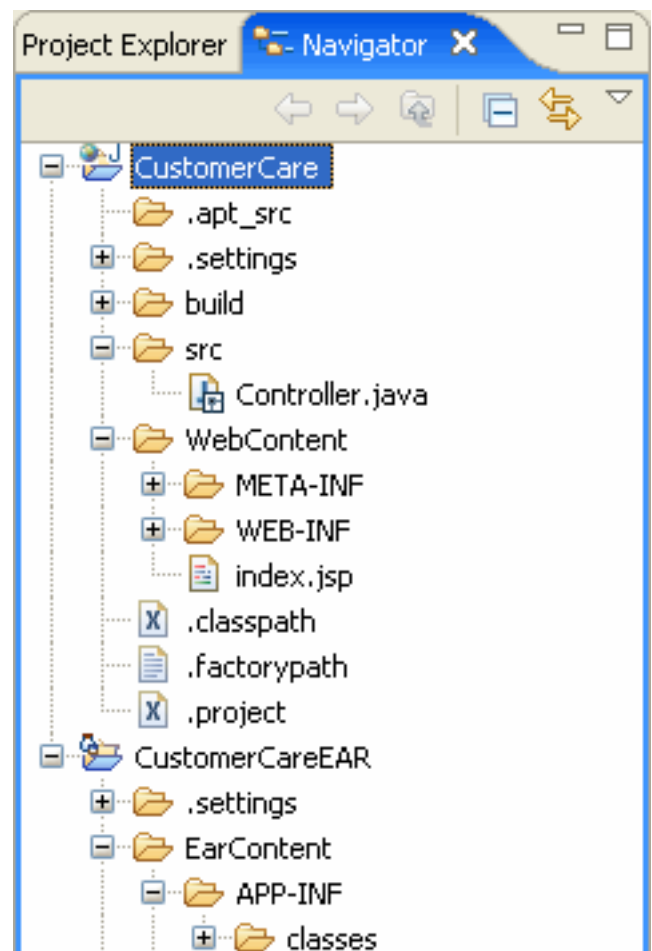 Project Explorer Navigator
CustomerCare
.apt_src
.settings
build
src
Controller.java
WebContent
META-INF
WEB-INF
index.jsp
.classpath
.factorypath
.project
CustomerCareEAR
.settings
EarContent
APP-INF
classes